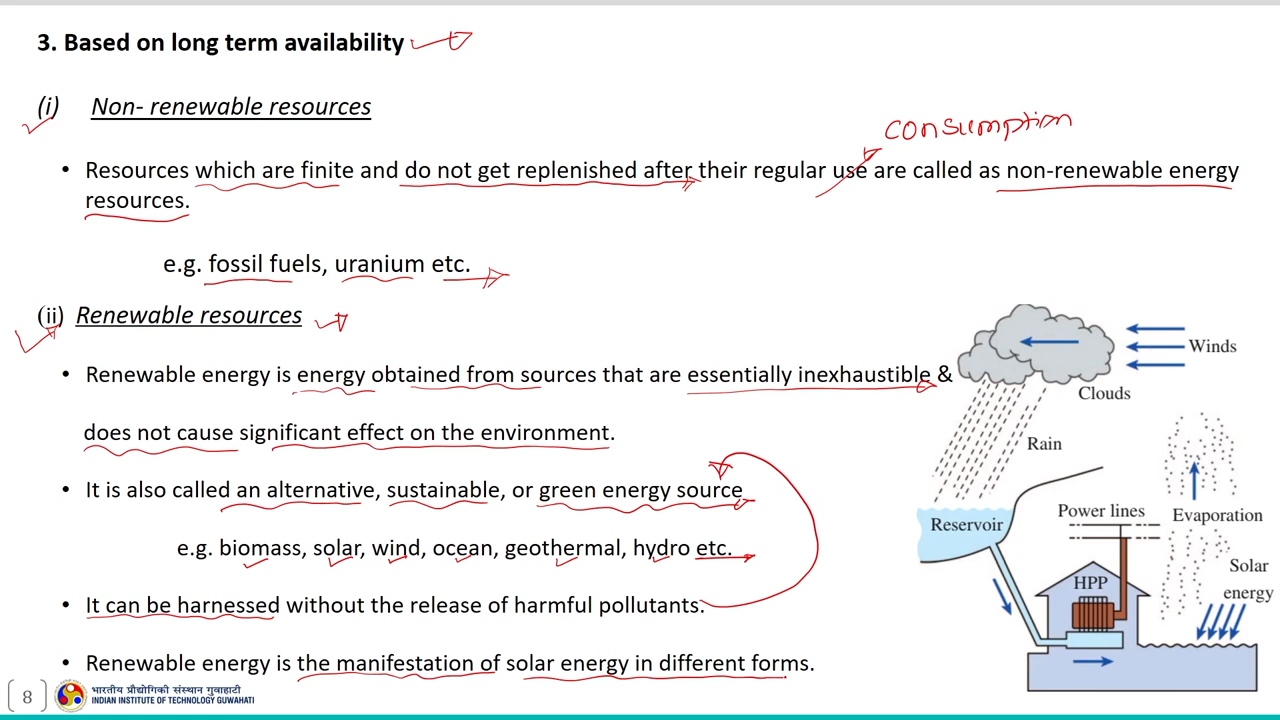 3. Based on long term availability
(i) Non- renewable resources
consumption
• Resources which are finite and do not get replenished after their regular use are called as non-renewable energy
resources.
e.g. fossil fuels, uranium etc.
(ii) Renewable resources
• Renewable energy is energy obtained from sources that are essentially inexhaustible &
does not cause significant effect on the environment.
• It is also called an alternative, sustainable, or green energy source
e.g. biomass, solar, wind, ocean, geothermal, hydro etc.
• It can be harnessed without the release of harmful pollutants.
• Renewable energy is the manifestation of solar energy in different forms.
Winds
Clouds
Rain
Reservoir
Power lines
Evaporation
HPP
Solar
energy
8
भारतीय प्रौद्योगिकी संस्थान गुवाहाटी
INDIAN INSTITUTE OF TECHNOLOGY GUWAHATI